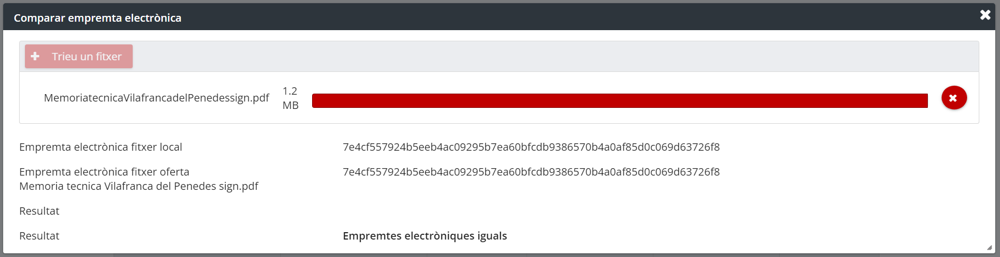 Comparar empremta electrònica
Trieu un fitxer
MemoriatecnicaVilafrancadelPenedessign.pdf
1.2
MB
Empremta electrònica fitxer local
7e4cf557924b5eeb4ac09295b7ea60bfcdb9386570b4a0af85d0c069d63726f8
Empremta electrònica fitxer oferta
7e4cf557924b5eeb4ac09295b7ea60bfcdb9386570b4a0af85d0c069d63726f8
Memoria tecnica Vilafranca del Penedes sign.pdf
Resultat
Resultat
Empremtes electròniques iguals